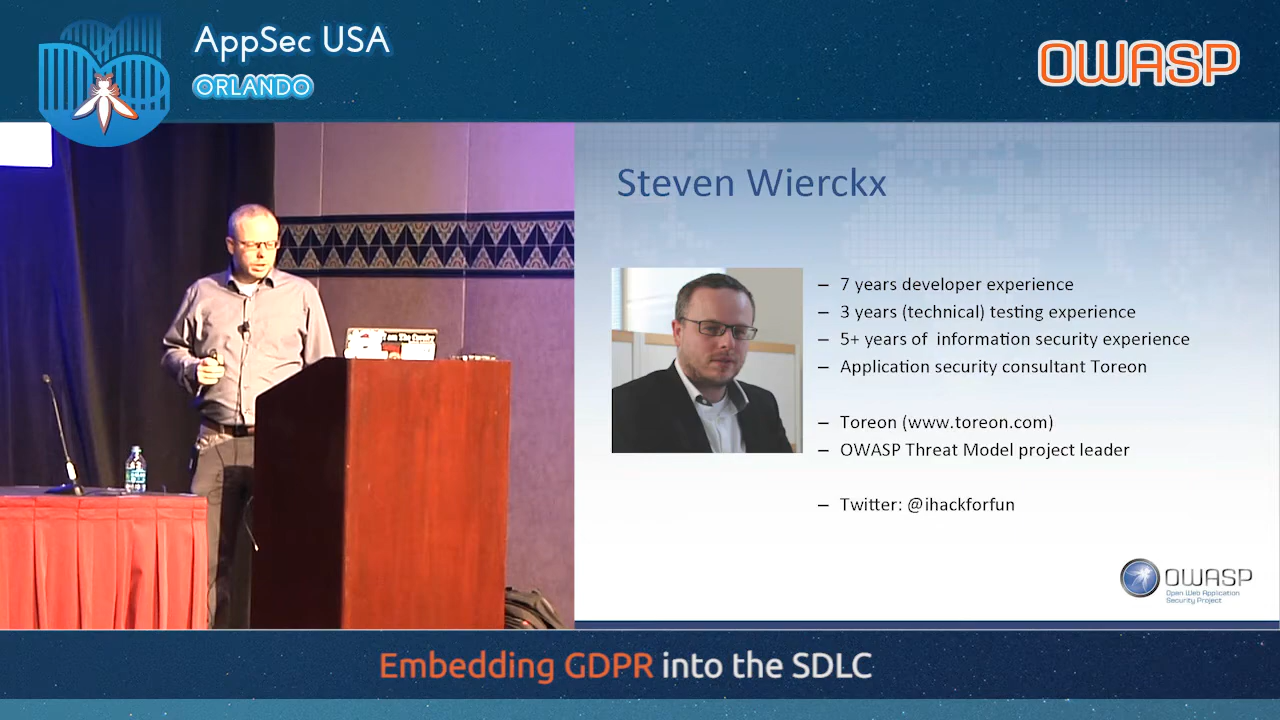 AppSec USA
ORLANDO
OWASP
Steven Wierckx
– 7 years developer experience
– 3 years (technical) testing experience
– 5+ years of information security experience
– Application security consultant Toreon
– Toreon (www.toreon.com)
– OWASP Threat Model project leader
– Twitter: @ihackforfun
OWASP
Open Web Application
Security Project
Embedding GDPR into the SDLC